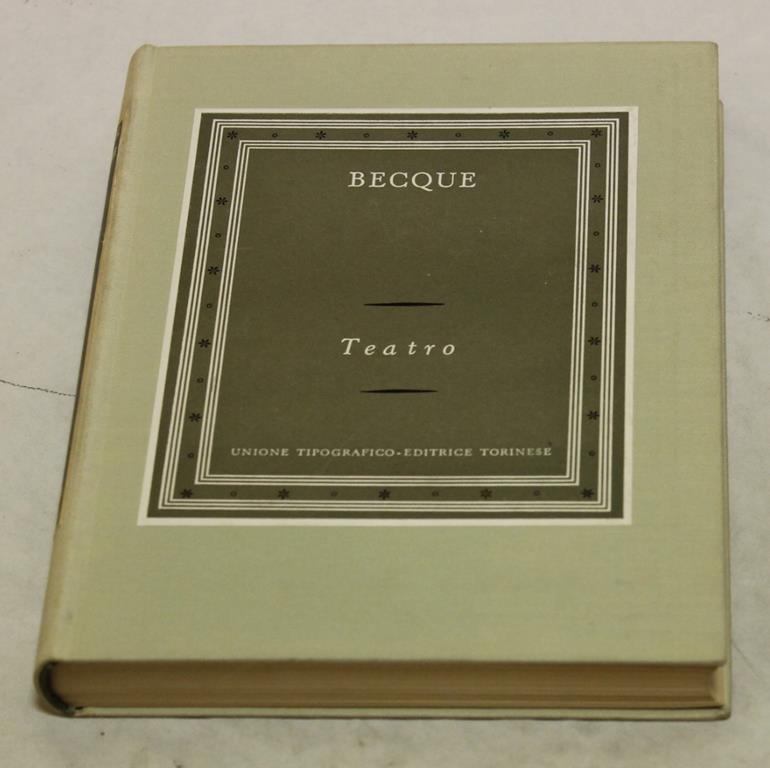 BECQUE
Teatro
UNIONE TIPOGRAFICO-EDITRICE TORINESE